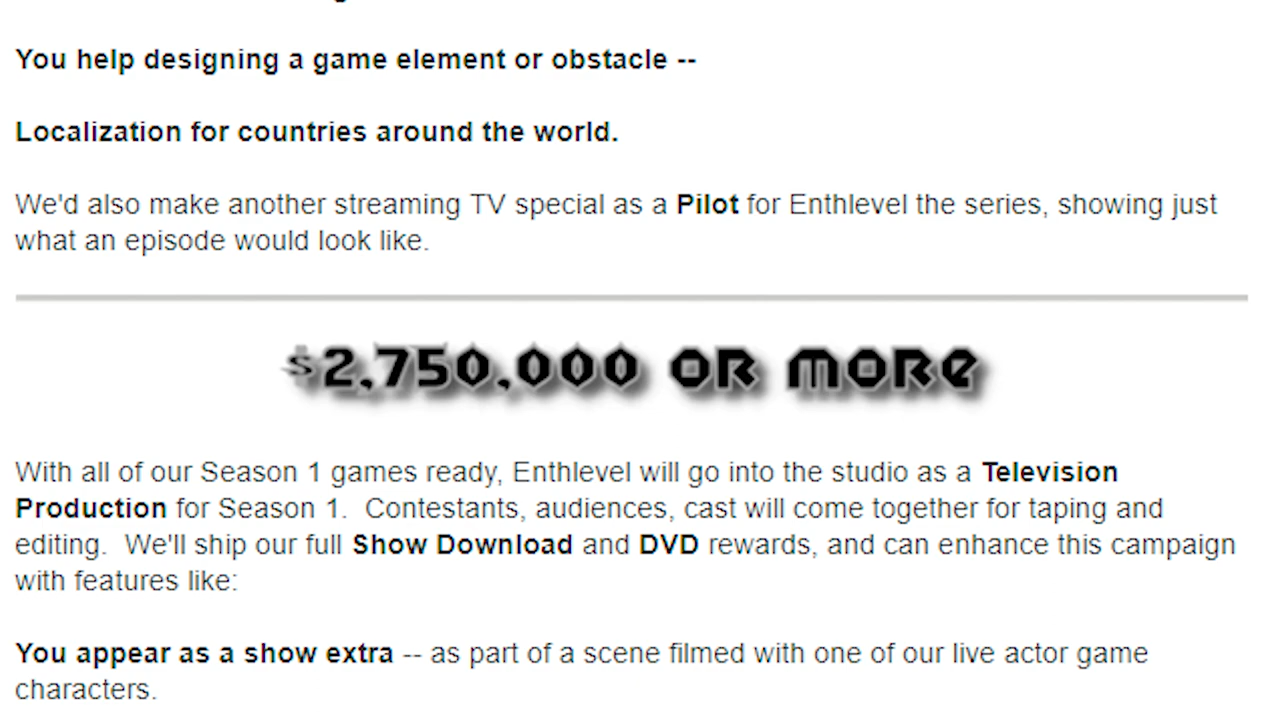 You help designing a game element or obstacle --
Localization for countries around the world.
We'd also make another streaming TV special as a Pilot for Enthlevel the series, showing just
what an episode would look like.
$2,750,000 OR MORE
With all of our Season 1 games ready, Enthlevel will go into the studio as a Television
Production for Season 1.  Contestants, audiences, cast will come together for taping and
editing.  We'll ship our full Show Download and DVD rewards, and can enhance this campaign
with features like:
You appear as a show extra -- as part of a scene filmed with one of our live actor game
characters.